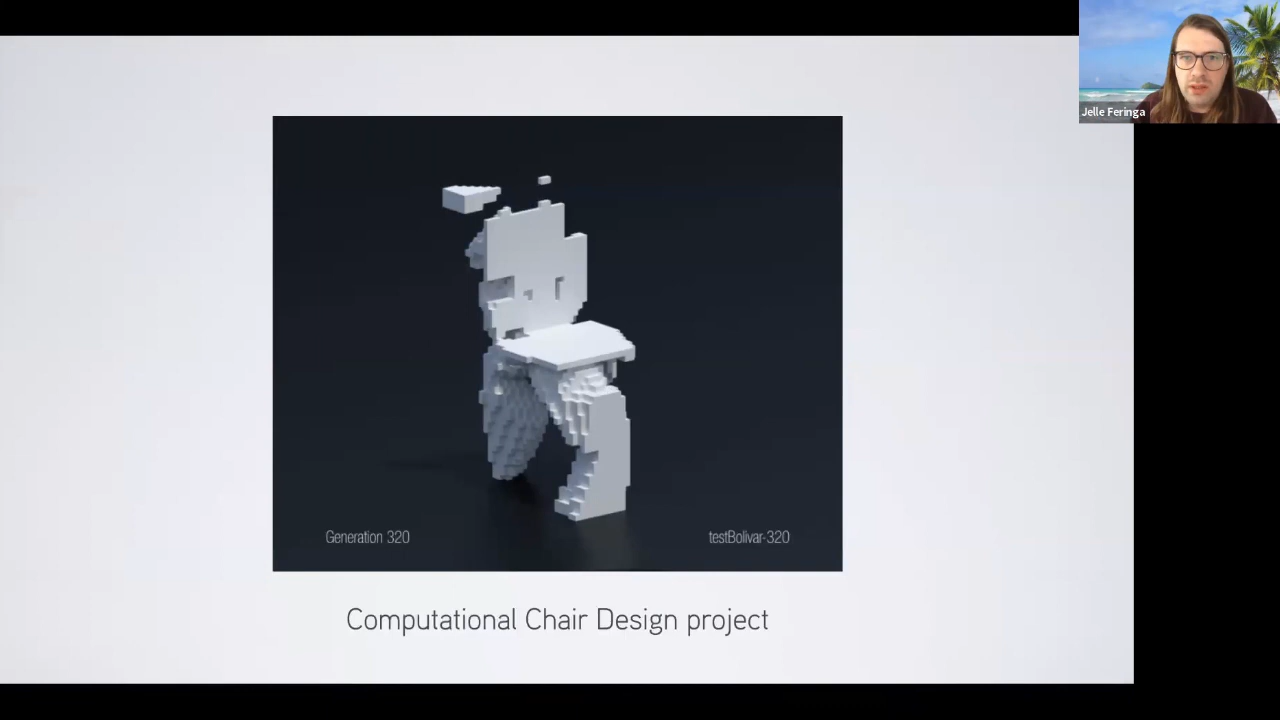 Jelle Feringa
Generation 320
testBolivar-320
Computational Chair Design project